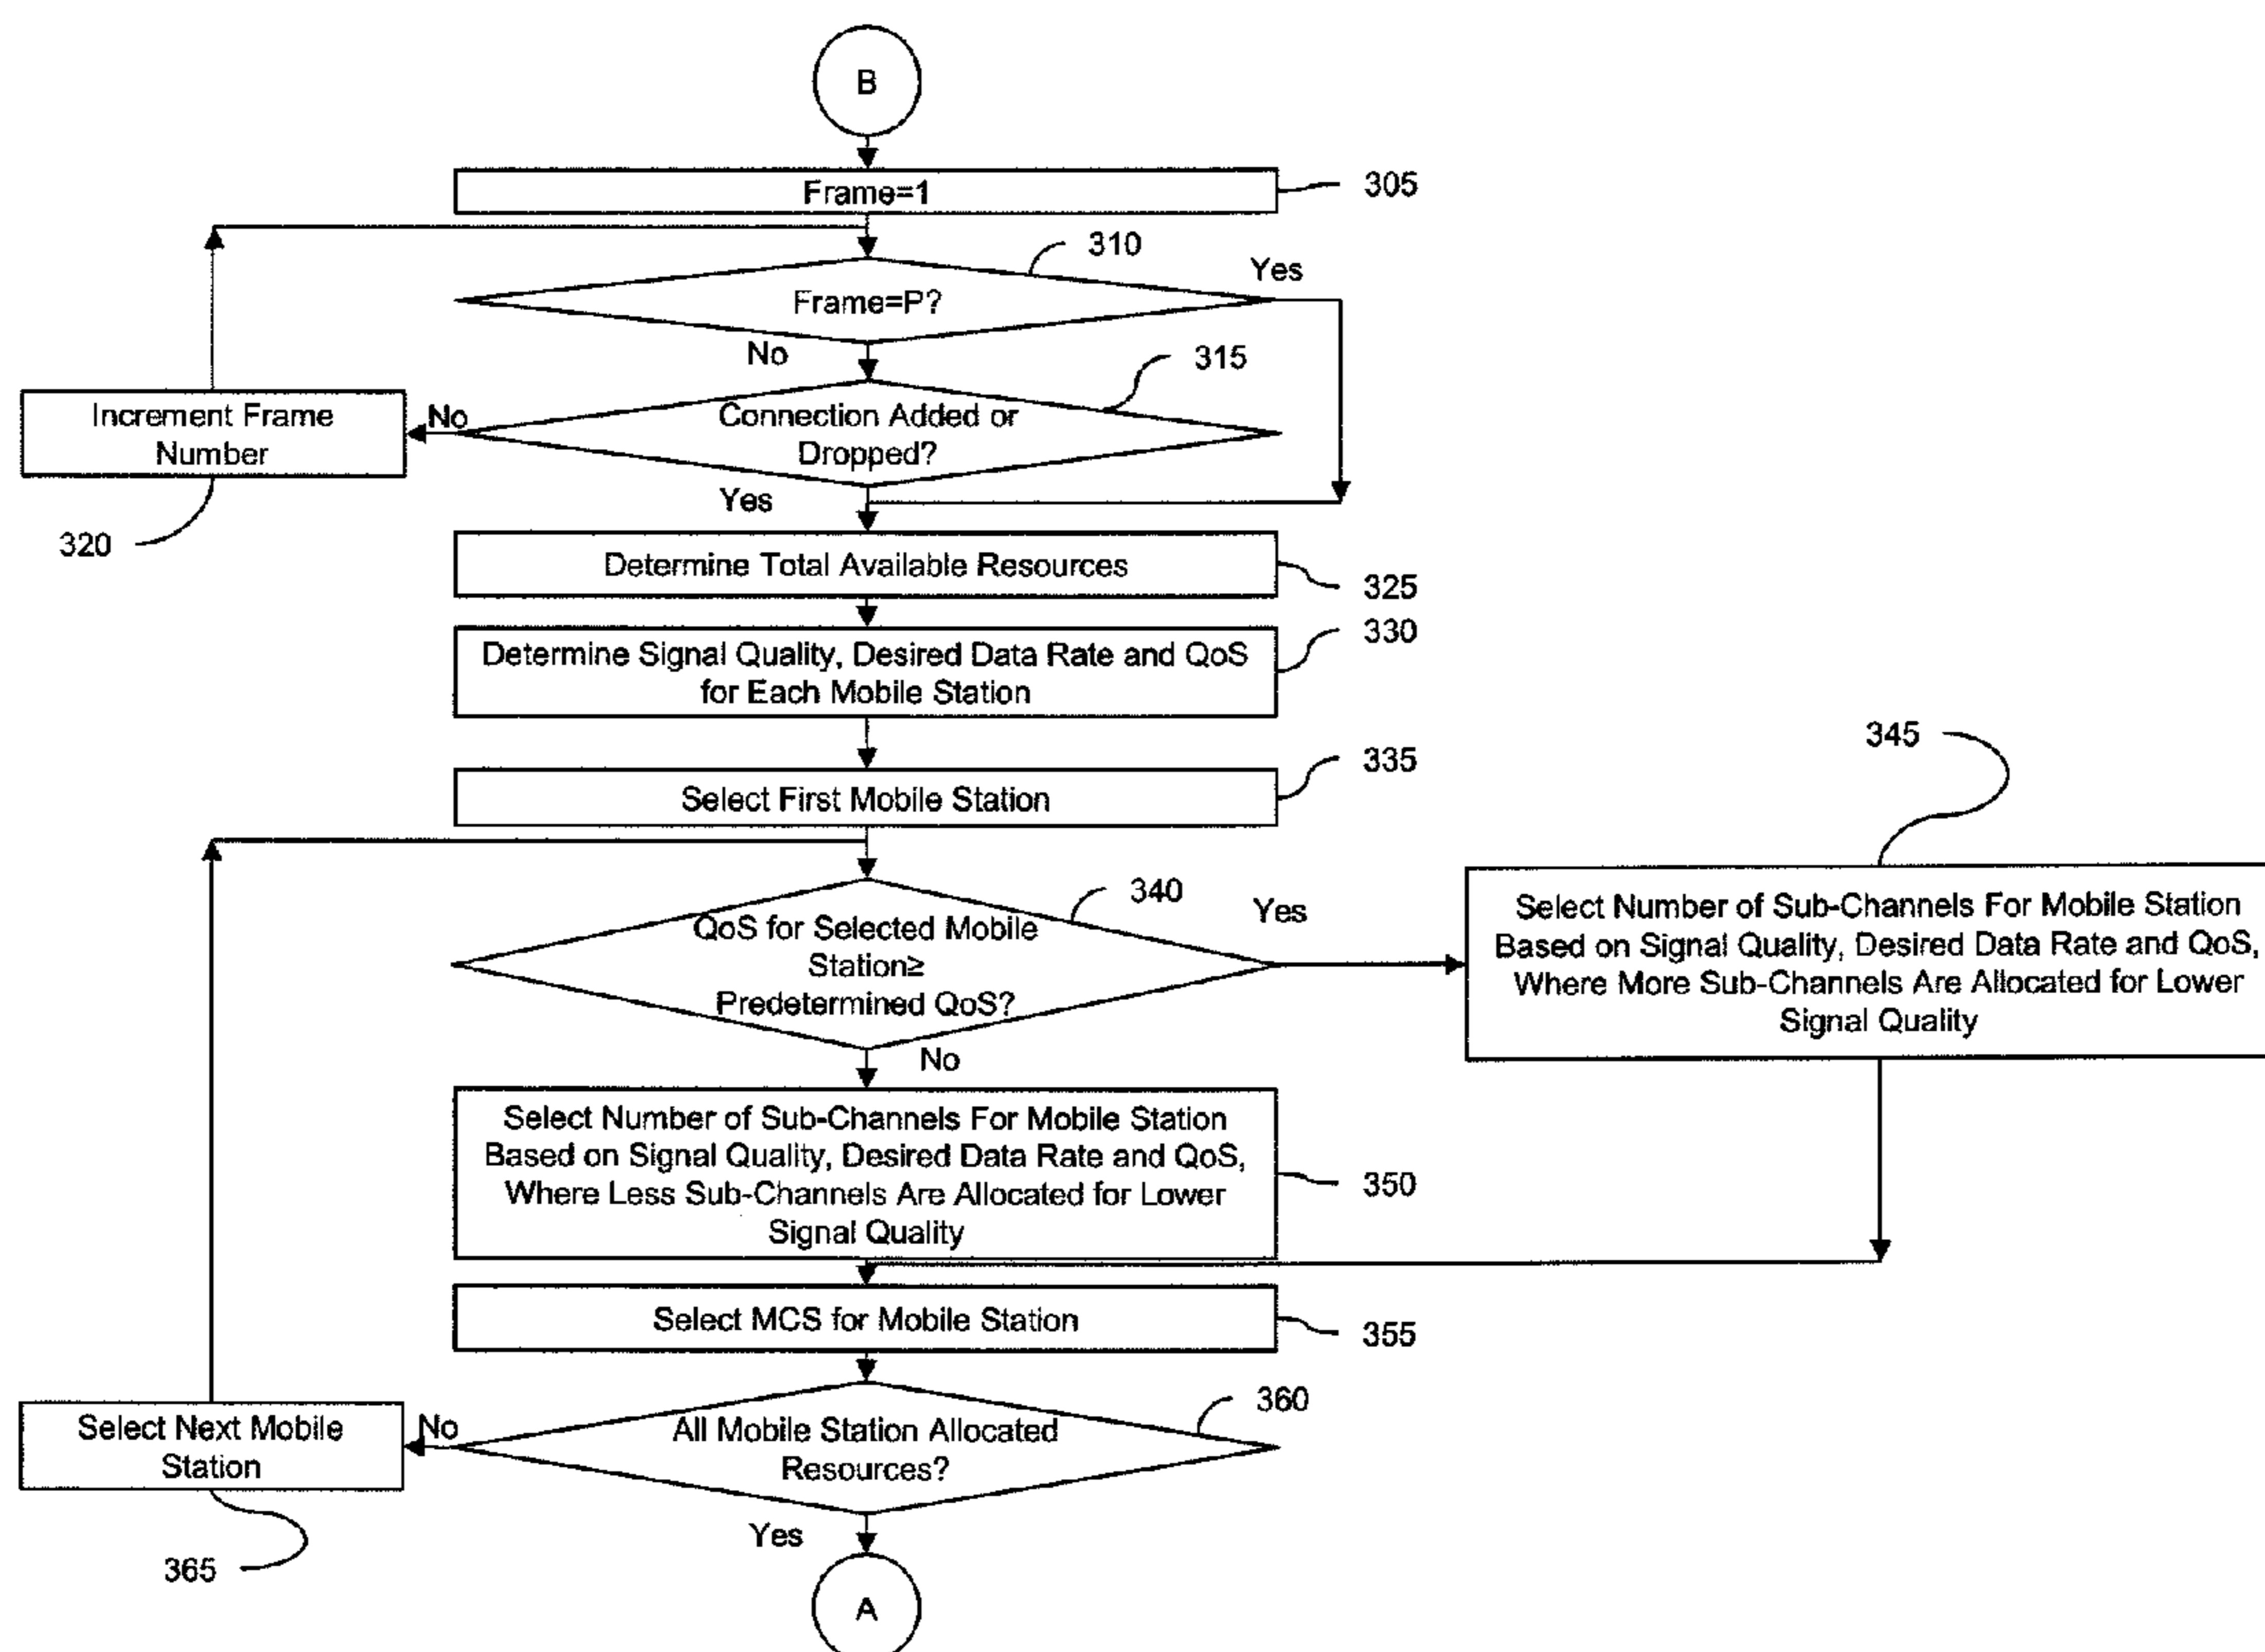 B
Frame=1
305
310
Frame=P?
Yes
No
315
Connection Added or
Dropped?
No
Increment Frame
Number
320
Yes
Determine Total Available Resources
325
Determine Signal Quality, Desired Data Rate and QoS
for Each Mobile Station
330
Select First Mobile Station
335
340
QoS for Selected Mobile
Station≥
Predetermined QoS?
Yes
345
Select Number of Sub-Channels For Mobile Station
Based on Signal Quality, Desired Data Rate and QoS,
Where More Sub-Channels Are Allocated for Lower
Signal Quality
No
Select Number of Sub-Channels For Mobile Station
Based on Signal Quality, Desired Data Rate and QoS,
Where Less Sub-Channels Are Allocated for Lower
Signal Quality
350
Select MCS for Mobile Station
355
360
All Mobile Station Allocated
Resources?
No
Select Next Mobile
Station
365
Yes
A